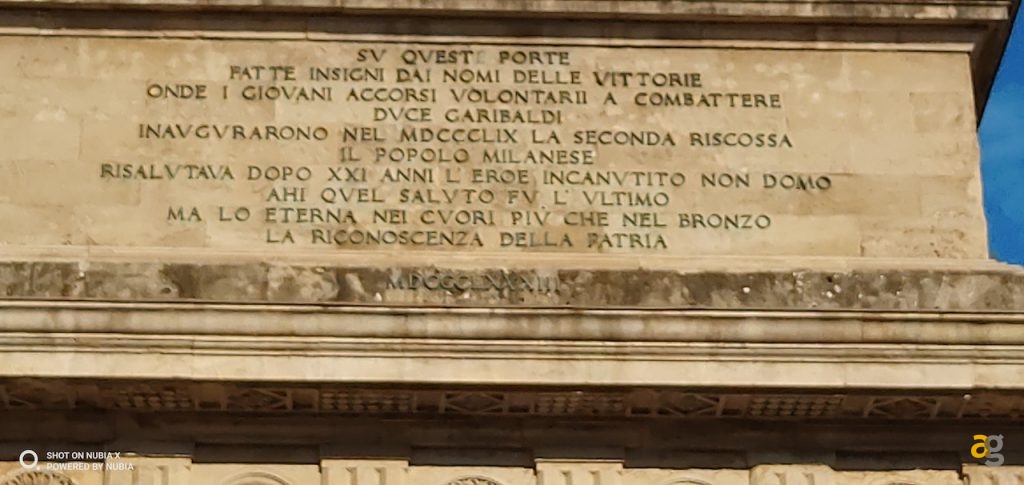 SV QVESTE PORTE
FATTE INSIGNI DAI NOMI DELLE VITTORIE
ONDE I GIOVANI ACCORSI VOLONTARII A COMBATTERE
DVCE GARIBALDI
INAVGVRARONO NEL MDCCCLIX LA SECONDA RISCOSSA
IL POPOLO MILANESE
RISALVTAVA DOPO XXI ANNI L' EROE INCANVTITO NON DOMO
AHI QVEL SALVTO FV L' VLTIMO
MA LO ETERNA NEI CVORI PIÙ CHE NEL BRONZO
LA RICONOSCENZA DELLA PATRIA
SHOT ON NUBIA X
POWERED BY NUBIA
ag